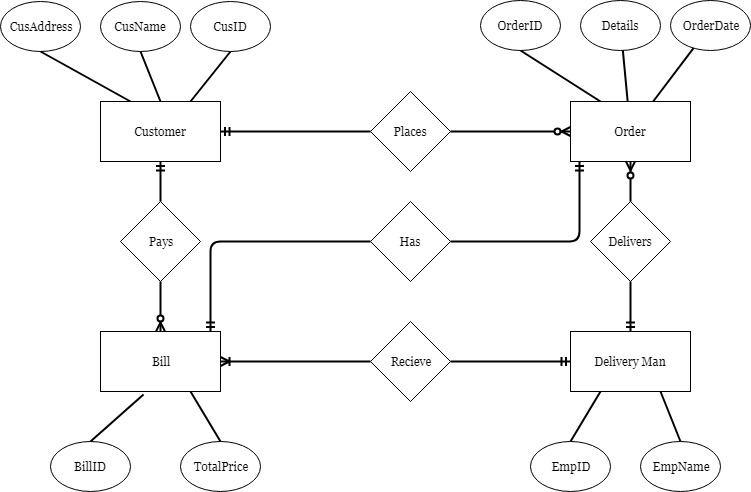 CusAddress
CusName
CusID
OrderID
Details
OrderDate
Customer
Places
Order
Pays
Has
Delivers
Bill
Recieve
Delivery Man
BillID
TotalPrice
EmpID
EmpName